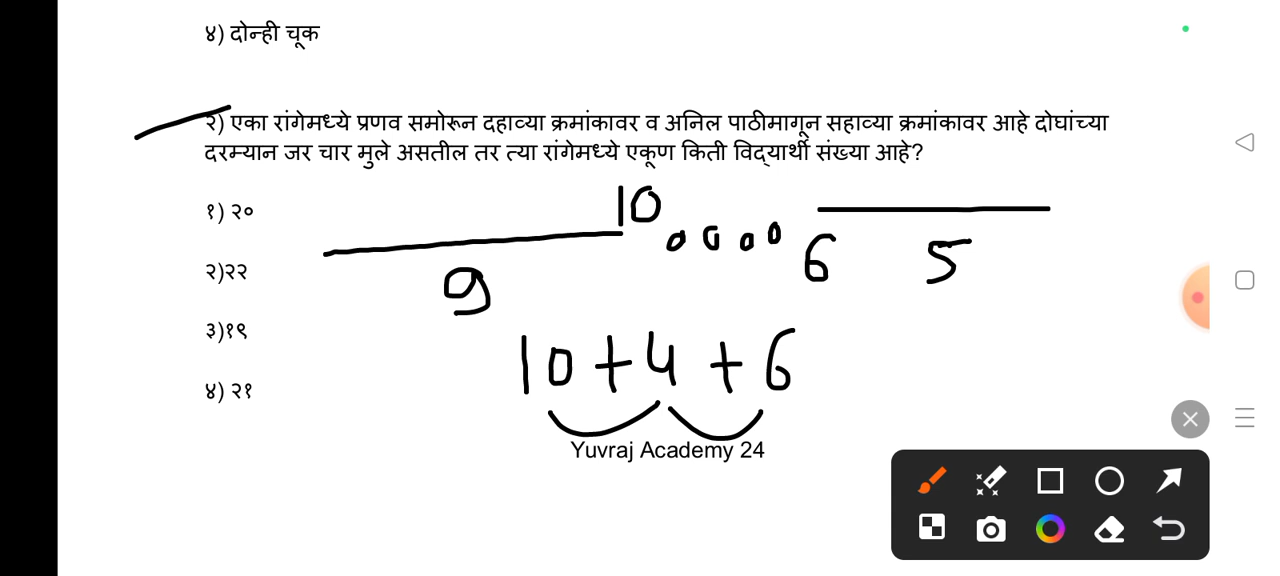 ४) दोन्ही चूक
२) एका रांगेमध्ये प्रणव समोरून दहाव्या क्रमांकावर व अनिल पाठीमागून सहाव्या क्रमांकावर आहे दोघांच्या
दरम्यान जर चार मुले असतील तर त्या रांगेमध्ये एकूण किती विद्यार्थी संख्या आहे?
१) २०
10
२)२२
9
6
5
३)१९
10+4+6
४) २१
Yuvraj Academy 24